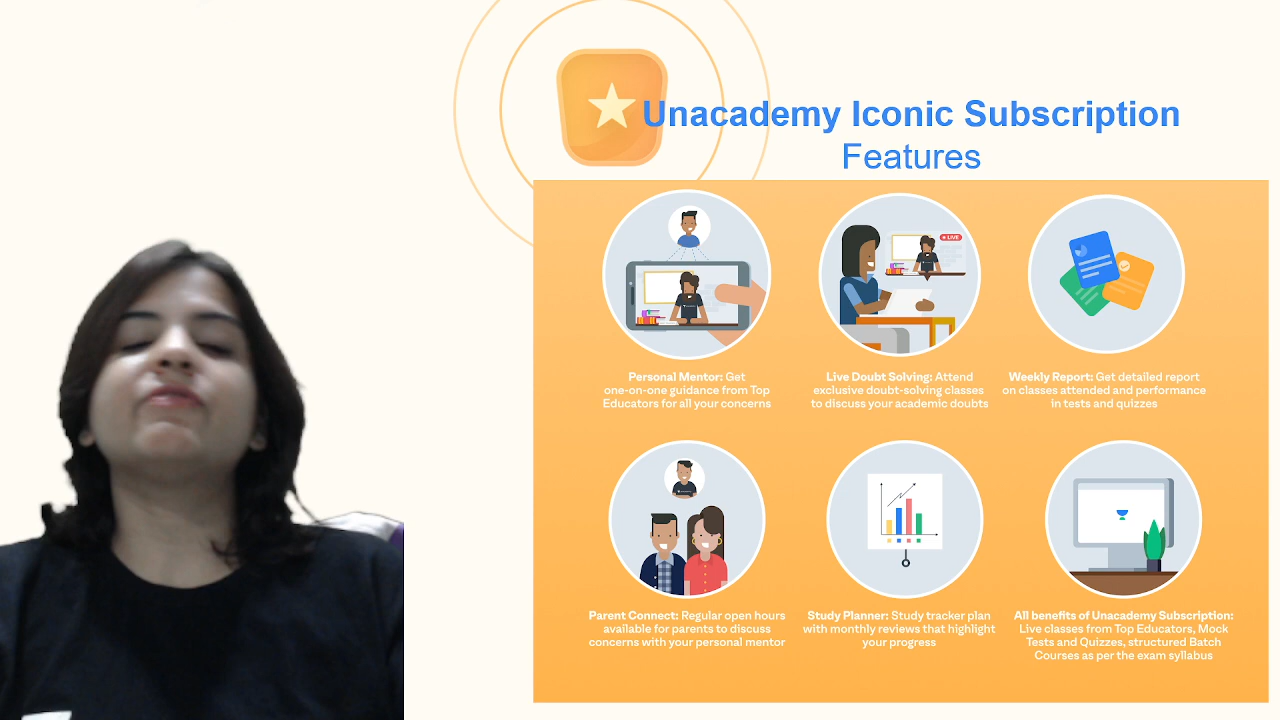 Unacademy Iconic Subscription
Features
LIVE
Personal Mentor: Get
one-on-one guidance from Top
Educators for all your concerns
Live Doubt Solving: Attend
exclusive doubt-solving classes
to discuss your academic doubts
Weekly Report: Get detailed report
on classes attended and performance
in tests and quizzes
Parent Connect: Regular open hours
available for parents to discuss
concerns with your personal mentor
Study Planner: Study tracker plan
with monthly reviews that highlight
your progress
All benefits of Unacademy Subscription:
Live classes from Top Educators, Mock
Tests and Quizzes, structured Batch
Courses as per the exam syllabus